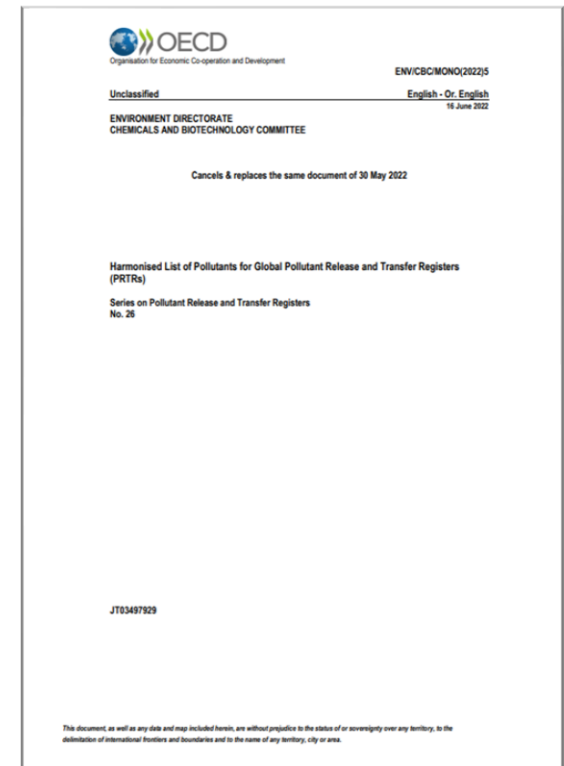 OECD
Organisation for Economic Co-operation and Development
ENV/CBC/MONO(2022)5
Unclassified English - Or. English
16 June 2022
ENVIRONMENT DIRECTORATE
CHEMICALS AND BIOTECHNOLOGY COMMITTEE
Cancels & replaces the same document of 30 May 2022
Harmonised List of Pollutants for Global Pollutant Release and Transfer Registers
(PRTRs)
Series on Pollutant Release and Transfer Registers
No. 26
JT03497929
This document, as well as any data and map included herein, are without prejudice to the status of or sovereignty over any territory, to the
delimitation of international frontiers and boundaries and to the name of any territory, city or area.